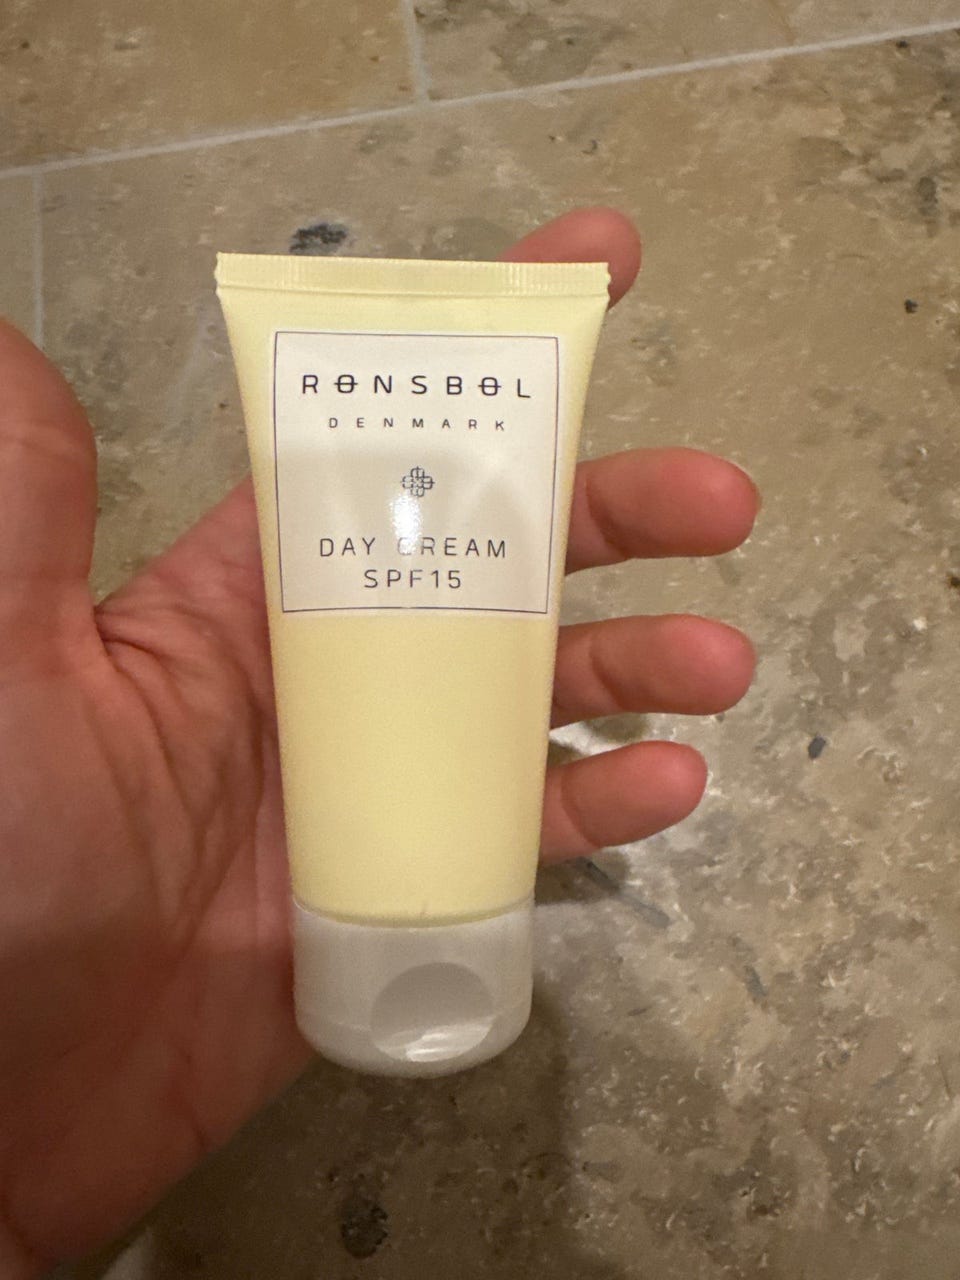 RØNSBØL
DENMARK
DAY CREAM
SPF15